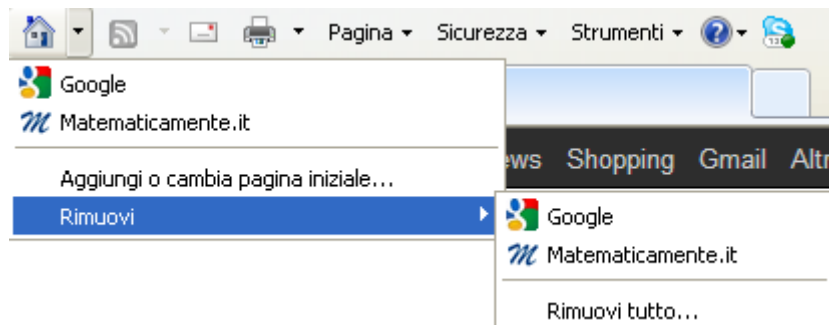 Pagina Sicurezza Strumenti
Google
Matematicamente.it
Aggiungi o cambia pagina iniziale...
Rimuovi
ews Shopping Gmail Altr
Google
Matematicamente.it
Rimuovi tutto...